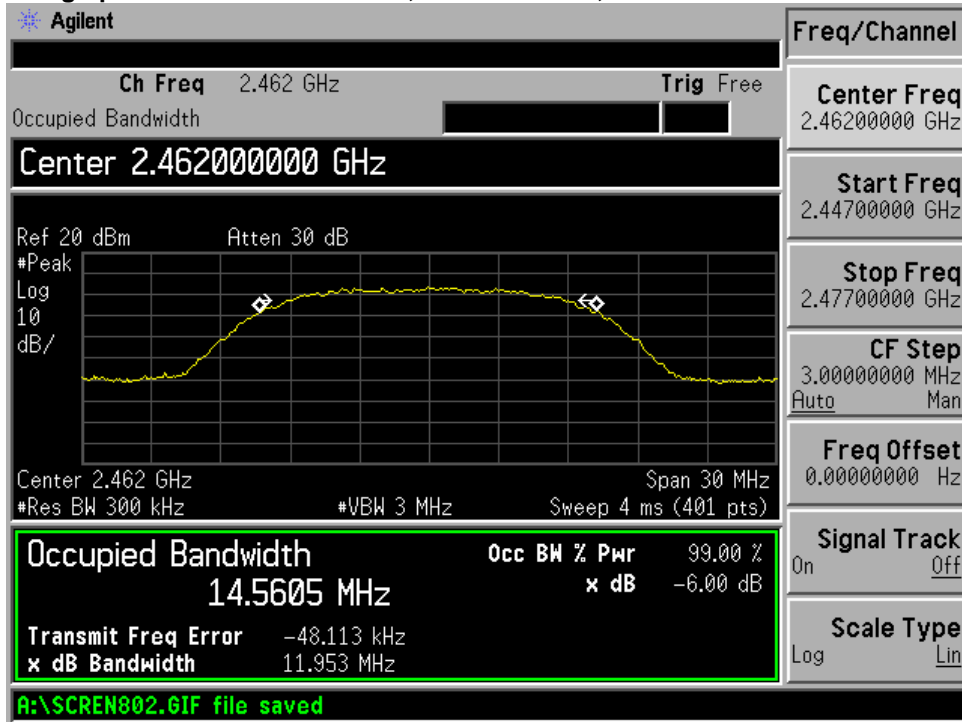 Agilent
Freq/Channel
Ch Freq 2.462 GHz Trig Free
Occupied Bandwidth
Center 2.462000000 GHz
Ref 20 dBm Atten 30 dB
#Peak
Log
10
dB/
Center 2.462 GHz Span 30 MHz
#Res BW 300 kHz #VBW 3 MHz Sweep 4 ms (401 pts)
Occupied Bandwidth Occ BW % Pwr 99.00 %
14.5605 MHz x dB -6.00 dB
Transmit Freq Error -48.113 kHz
x dB Bandwidth 11.953 MHz
A:\SCREN802.GIF file saved
Center Freq
2.46200000 GHz
Start Freq
2.44700000 GHz
Stop Freq
2.47700000 GHz
CF Step
3.00000000 MHz
Auto Man
Freq Offset
0.00000000 Hz
Signal Track
On Off
Scale Type
Log Lin